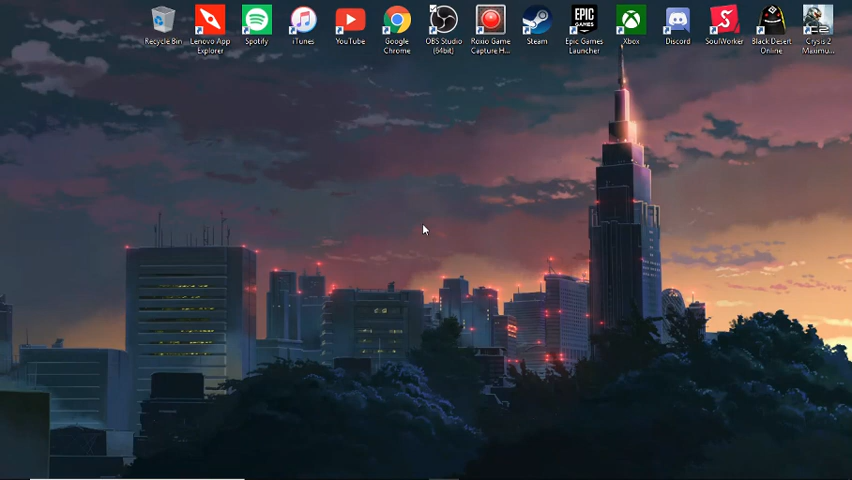 Recycle Bin
Lenovo App
Explorer
Spotify
iTunes
YouTube
Google
Chrome
OBS Studio
(64bit)
Roxio Game
Capture H...
Steam
EPIC
GAMES
Epic Games
Launcher
Xbox
Discord
SoulWorker
Black Desert
Online
Crysis 2
Maximu...